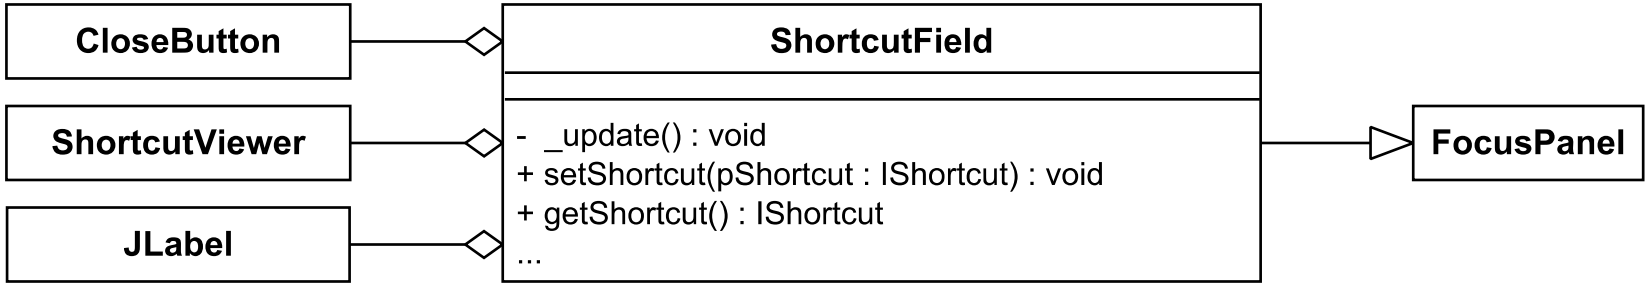 CloseButton
ShortcutViewer
JLabel
ShortcutField
- _update() : void
+ setShortcut(pShortcut : IShortcut) : void
+ getShortcut() : IShortcut
...
FocusPanel